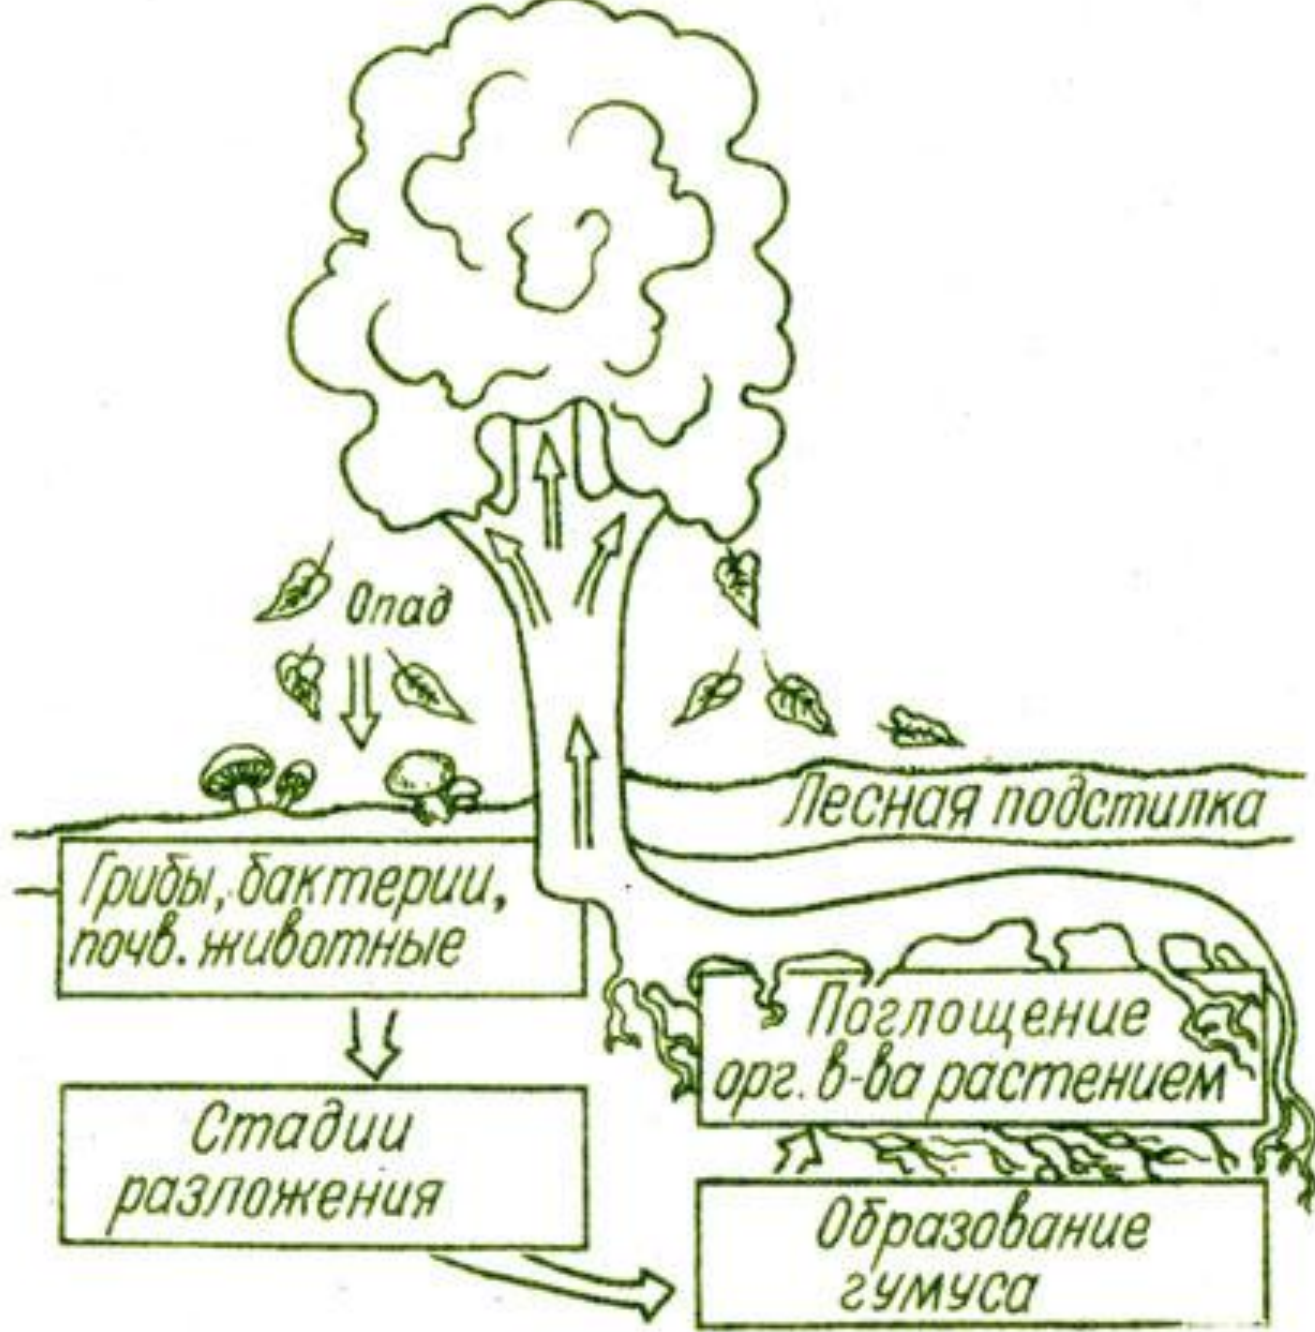 Опад
Лесная подстилка
Грибы, бактерии,
почв. животные
Поглощение
орг. в-ва растением
Стадии
разложения
Образование
гумуса